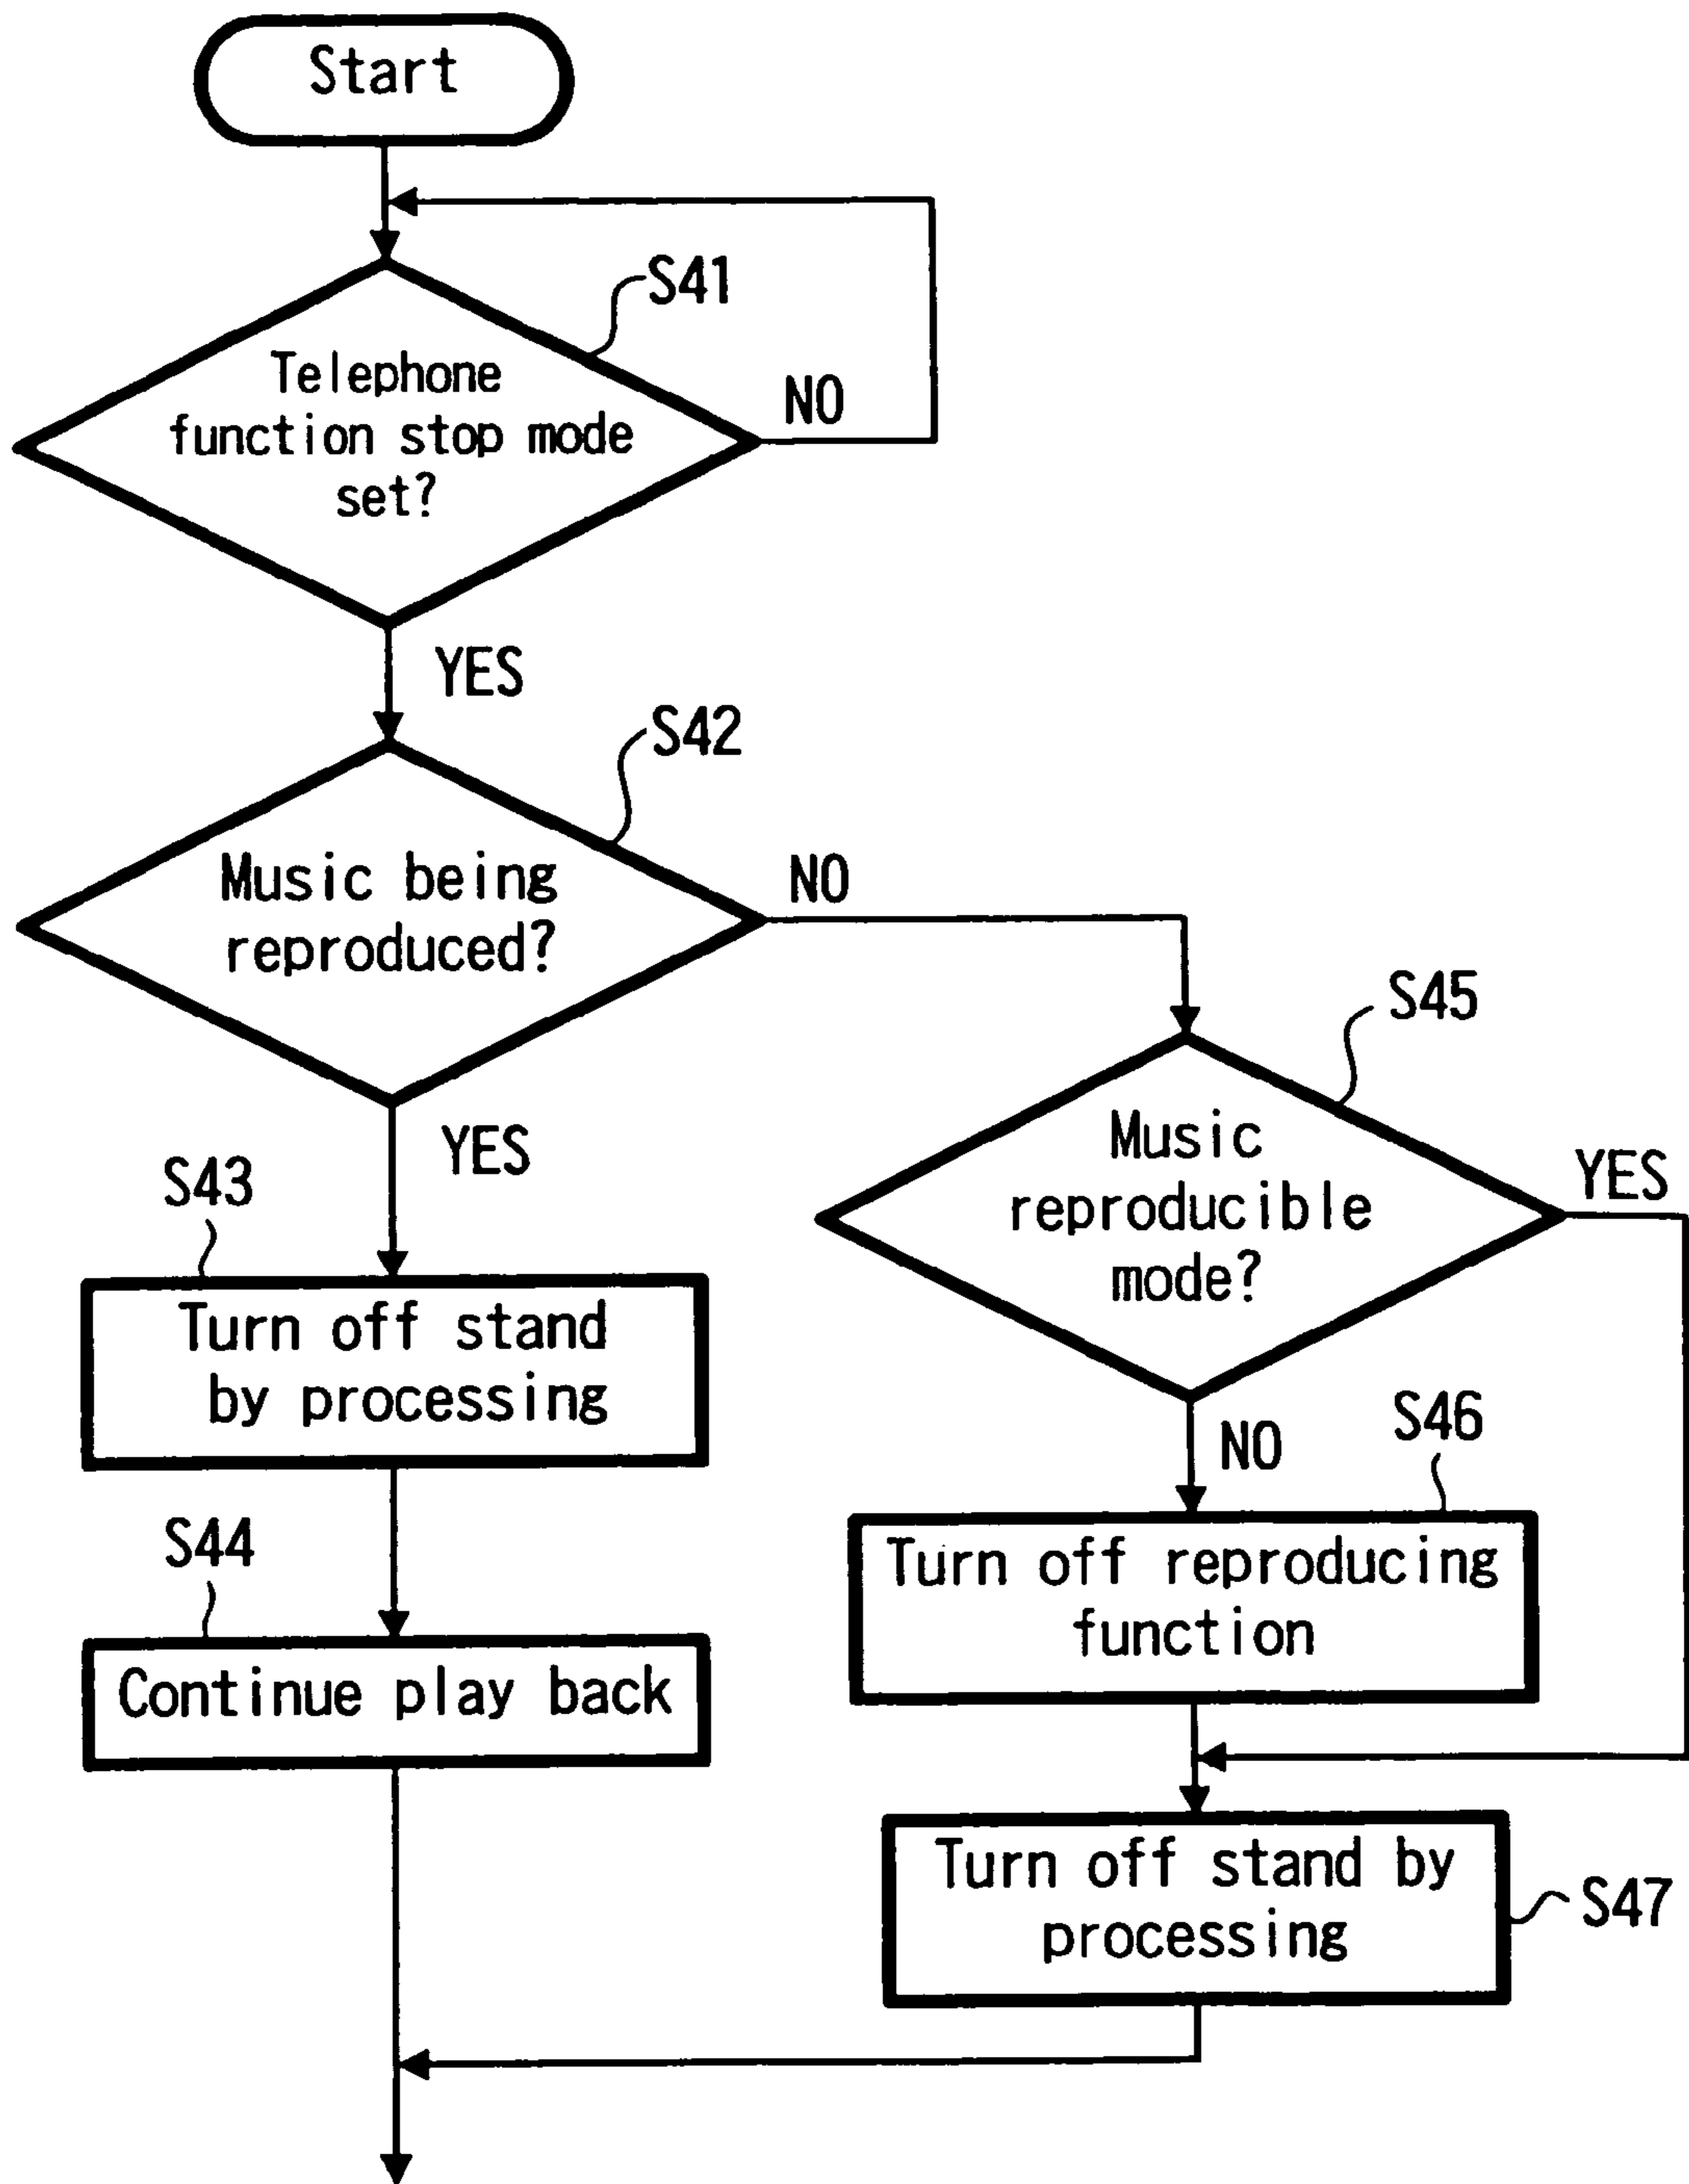 Start
S41
Telephone
function stop mode
set?
NO
YES
S42
Music being
reproduced?
NO
YES
S45
Music
reproducible
mode?
YES
NO
S43
Turn off stand
by processing
S44
Continue play back
S46
Turn off reproducing
function
Turn off stand by
processing
S47